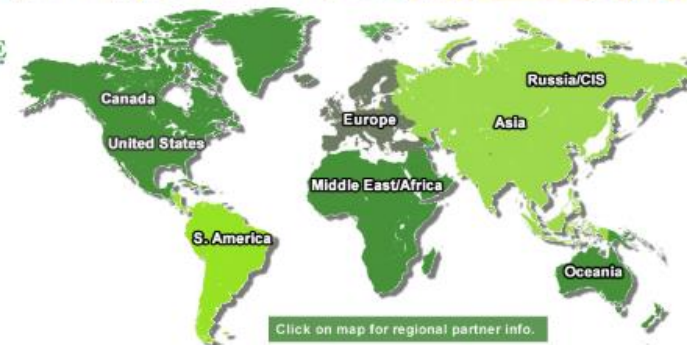 Russia/CIS
Canada
Europe
Asia
United States
Middle East/Africa
S. America
Oceania
Click on map for regional partner info.